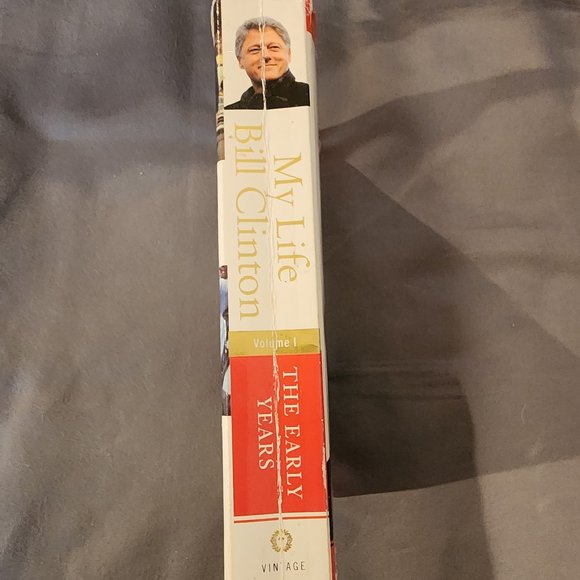 My Life
Bill Clinton
Volume I
THE EARLY
YEARS
VINTAGE